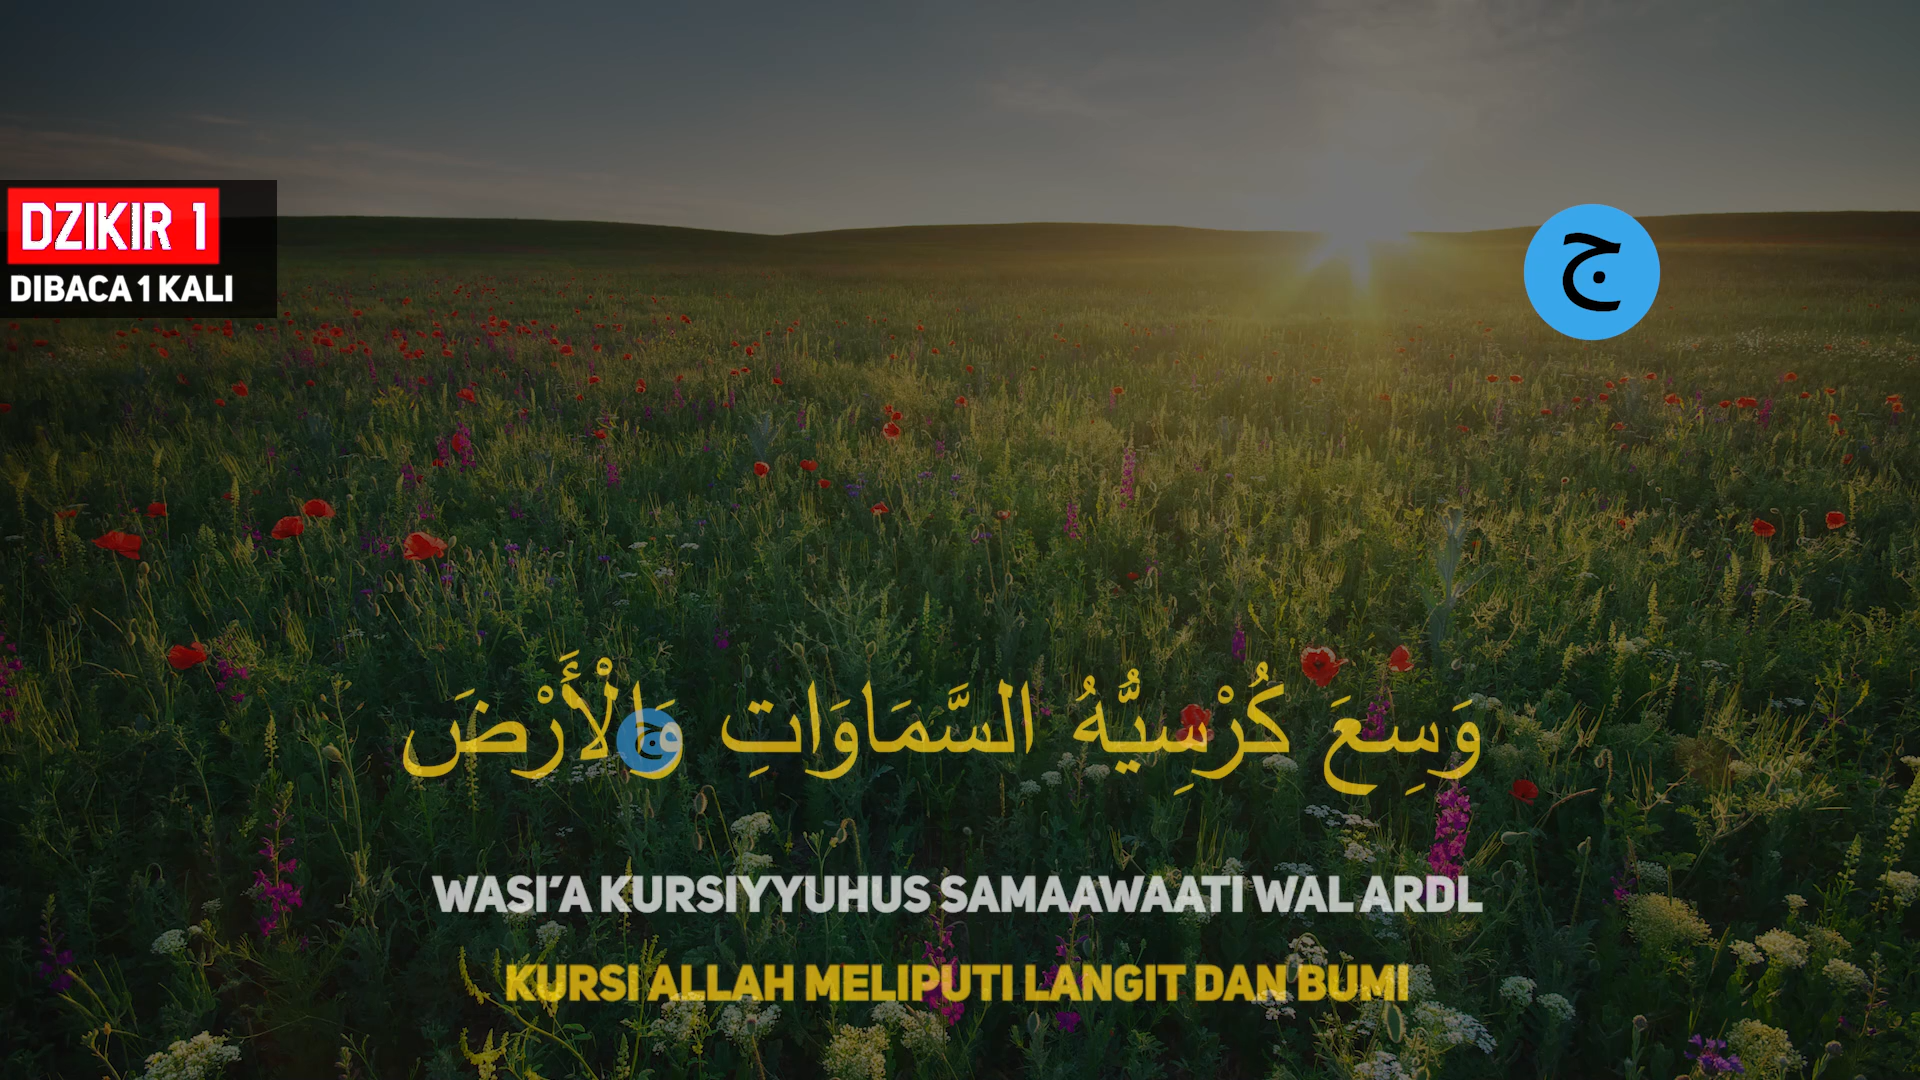 DZIKIR 1
DIBACA 1 KALI
ج
وَسِعَ كُرْسِيُّهُ السَّمَاوَاتِ وَالْأَرْضَ
ج
WASI'A KURSIYYUHUS SAMAAWAATI WAL ARDL
KURSI ALLAH MELIPUTI LANGIT DAN BUMI